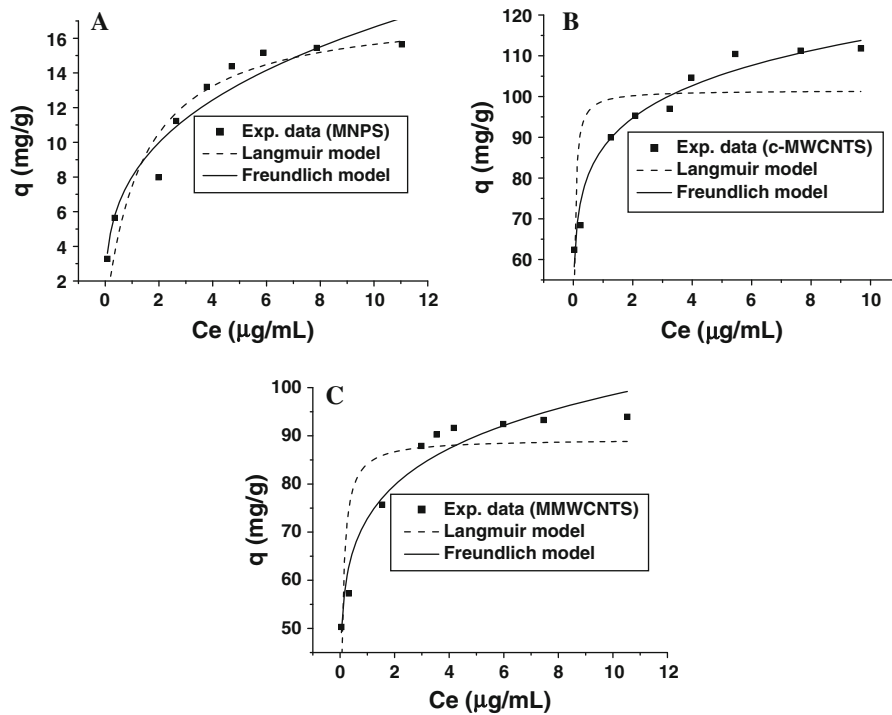 A
q (mg/g)
16
14
12
10
8
6
4
2
Exp. data (MNPS)
Langmuir model
Freundlich model
0 2 4 6 8 10 12
Ce (μg/mL)
B
q (mg/g)
120
110
100
90
80
70
60
Exp. data (c-MWCNTS)
Langmuir model
Freundlich model
0 2 4 6 8 10
Ce (μg/mL)
C
q (mg/g)
100
90
80
70
60
50
Exp. data (MMWCNTS)
Langmuir model
Freundlich model
0 2 4 6 8 10 12
Ce (μg/mL)